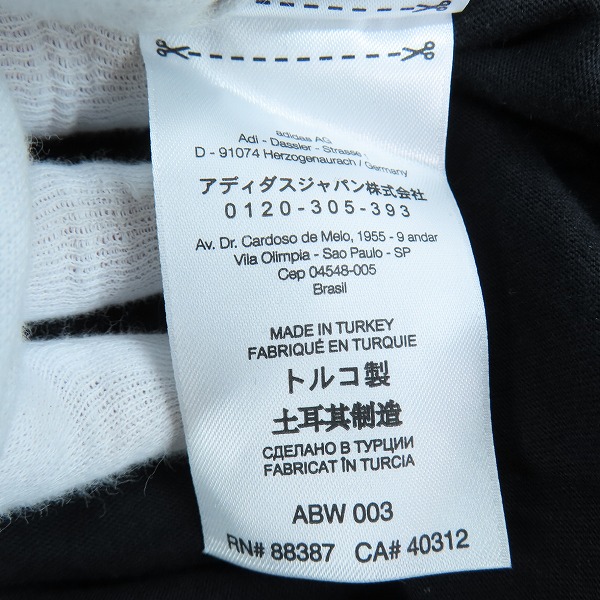 adidas AG
Adi - Dassler - Strasse
D - 91074 Herzogenaurach / Germany
アディダスジャパン株式会社
0120-305-393
Av. Dr. Cardoso de Melo, 1955 - 9 andar
Vila Olimpia - Sao Paulo - SP
Cep 04548-005
Brasil
MADE IN TURKEY
FABRIQUÉ EN TURQUIE
トルコ製
土耳其制造
СДЕЛАНО В ТУРЦИИ
FABRICAT ÎN TURCIA
ABW 003
RN# 88387 CA# 40312